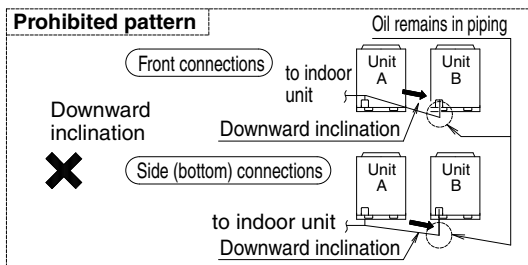 Prohibited pattern
Oil remains in piping
Front connections
to indoor
unit
Unit
A
Unit
B
Downward
inclination
Downward inclination
Side (bottom) connections
Unit
A
Unit
B
to indoor unit
Downward inclination